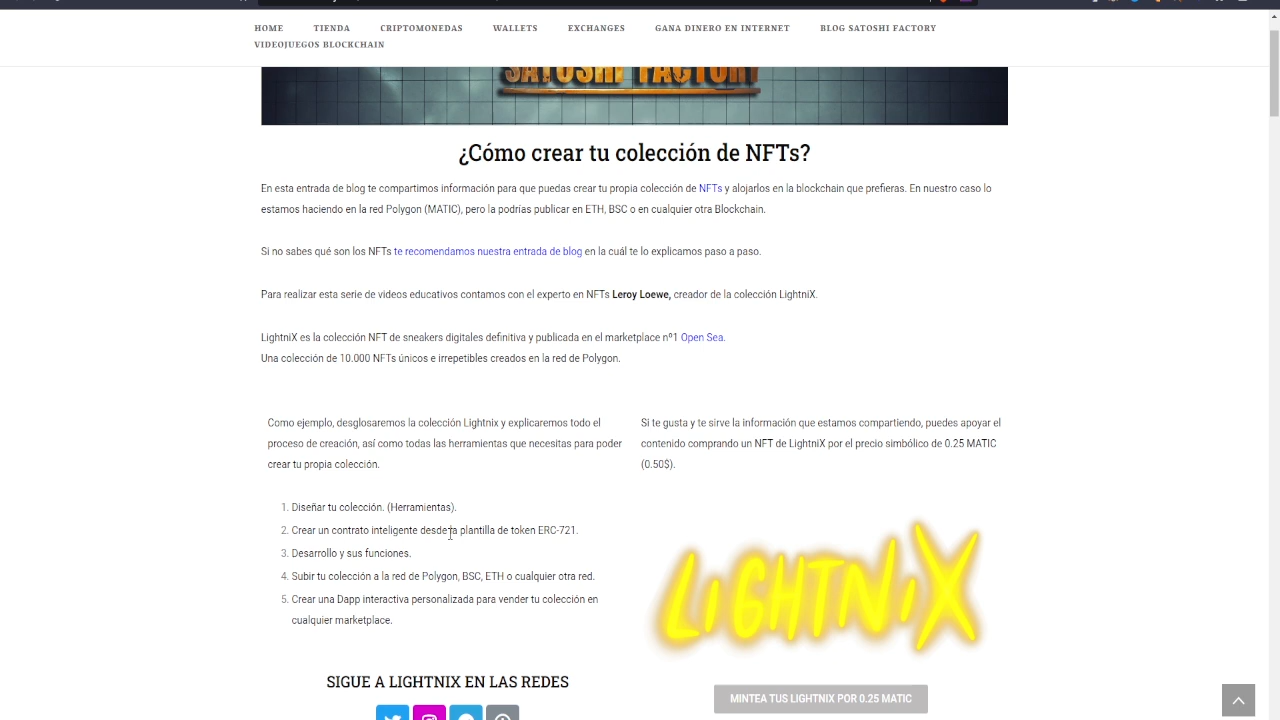 HOME TIENDA CRIPTOMONEDAS WALLETS EXCHANGES GANA DINERO EN INTERNET BLOG SATOSHI FACTORY
VIDEOJUEGOS BLOCKCHAIN
SATOSHI FACTORY
¿Cómo crear tu colección de NFTs?
En esta entrada de blog te compartimos información para que puedas crear tu propia colección de NFTs y alojarlos en la blockchain que prefieras. En nuestro caso lo
estamos haciendo en la red Polygon (MATIC), pero la podrías publicar en ETH, BSC o en cualquier otra Blockchain.
Si no sabes qué son los NFTs te recomendamos nuestra entrada de blog en la cuál te lo explicamos paso a paso.
Para realizar esta serie de videos educativos contamos con el experto en NFTs Leroy Loewe, creador de la colección LightniX.
LightniX es la colección NFT de sneakers digitales definitiva y publicada en el marketplace nº1 Open Sea.
Una colección de 10.000 NFTs únicos e irrepetibles creados en la red de Polygon.
Como ejemplo, desglosaremos la colección Lightnix y explicaremos todo el
proceso de creación, así como todas las herramientas que necesitas para poder
crear tu propia colección.
1. Diseñar tu colección. (Herramientas).
2. Crear un contrato inteligente desde la plantilla de token ERC-721.
3. Desarrollo y sus funciones.
4. Subir tu colección a la red de Polygon, BSC, ETH o cualquier otra red.
5. Crear una Dapp interactiva personalizada para vender tu colección en
cualquier marketplace.
SIGUE A LIGHTNIX EN LAS REDES
Si te gusta y te sirve la información que estamos compartiendo, puedes apoyar el
contenido comprando un NFT de LightniX por el precio simbólico de 0.25 MATIC
(0.50$).
LiGHTNiX
MINTEA TUS LIGHTNIX POR 0.25 MATIC